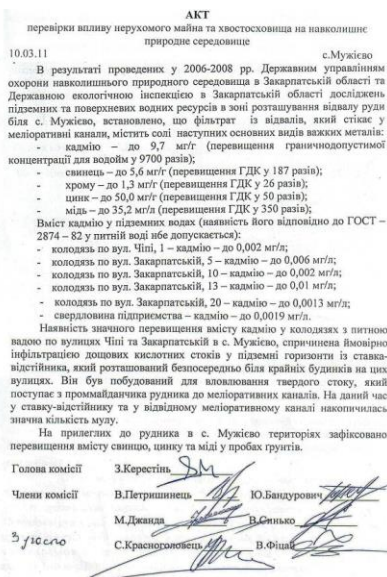 АКТ
перевірки впливу нерухомого майна та хвостосховища на навколишнє
природне середовище
10.03.11 с.Мужієво
В результаті проведених у 2006-2008 рр. Державним управлінням
охорони навколишнього природного середовища в Закарпатській області та
Державною екологічною інспекцією в Закарпатській області досліджень
підземних та поверхневих водних ресурсів в зоні розташування відвалу руди
біля с. Мужієво, встановлено, що фільтрат із відвалів, який стікає у
меліоративні канали, містить солі наступних основних видів важких металів:
- кадмію – до 9,7 мг/г (перевищення граничнодопустимої
концентрації для водойм у 9700 разів);
- свинець – до 5,6 мг/г (перевищення ГДК у 187 разів);
- хрому – до 1,3 мг/г (перевищення ГДК у 26 разів);
- цинк – до 50,0 мг/г (перевищення ГДК у 50 разів);
- мідь – до 35,2 мг/г (перевищення ГДК у 350 разів);
Вміст кадмію у підземних водах (наявність його відповідно до ГОСТ –
2874 – 82 у питній воді не допускається):
- колодязь по вул. Чіпі, 1 – кадмію – до 0,002 мг/л;
- колодязь по вул. Закарпатській, 5 – кадмію – до 0,006 мг/л;
- колодязь по вул. Закарпатській, 10 – кадмію – до 0,002 мг/л;
- колодязь по вул. Закарпатській, 13 – кадмію – до 0,01 мг/л;
- колодязь по вул. Закарпатській, 20 – кадмію – до 0,0013 мг/л;
- свердловина підприємства – кадмію – до 0,0019 мг/л.
Наявність значного перевищення вмісту кадмію у колодязях з питною
вадою по вулицях Чіпі та Закарпатській в с. Мужієво, спричинена ймовірно
інфільтрацією дощових кислотних стоків у підземні горизонти із ставка-
відстійника, який розташований безпосередньо біля крайніх будинків на цих
вулицях. Він був побудований для вловлювання твердого стоку, який
поступає з проммайданчика рудника до меліоративних каналів. На даний час
у ставку-відстійнику та у відвідному меліоративному каналі накопичилась
значна кількість мулу.
На прилеглих до рудника в с. Мужієво територіях зафіксовано
перевищення вмісту свинцю, цинку та міді у пробах ґрунтів.
Голова комісії З.Керестінь
Члени комісії В.Петришинець Ю.Бандурович
М.Джанда В.Синько
З угосто С.Красноголовець В.Фіцай